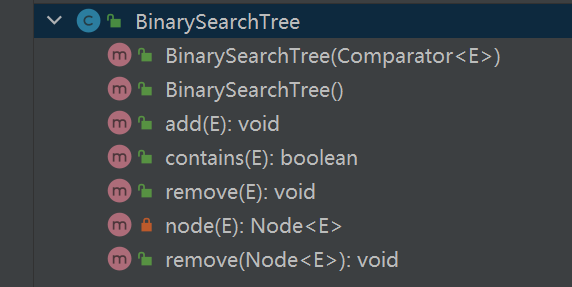 BinarySearchTree
BinarySearchTree(Comparator<E>)
BinarySearchTree()
add(E): void
contains(E): boolean
remove(E): void
node(E): Node<E>
remove(Node<E>): void